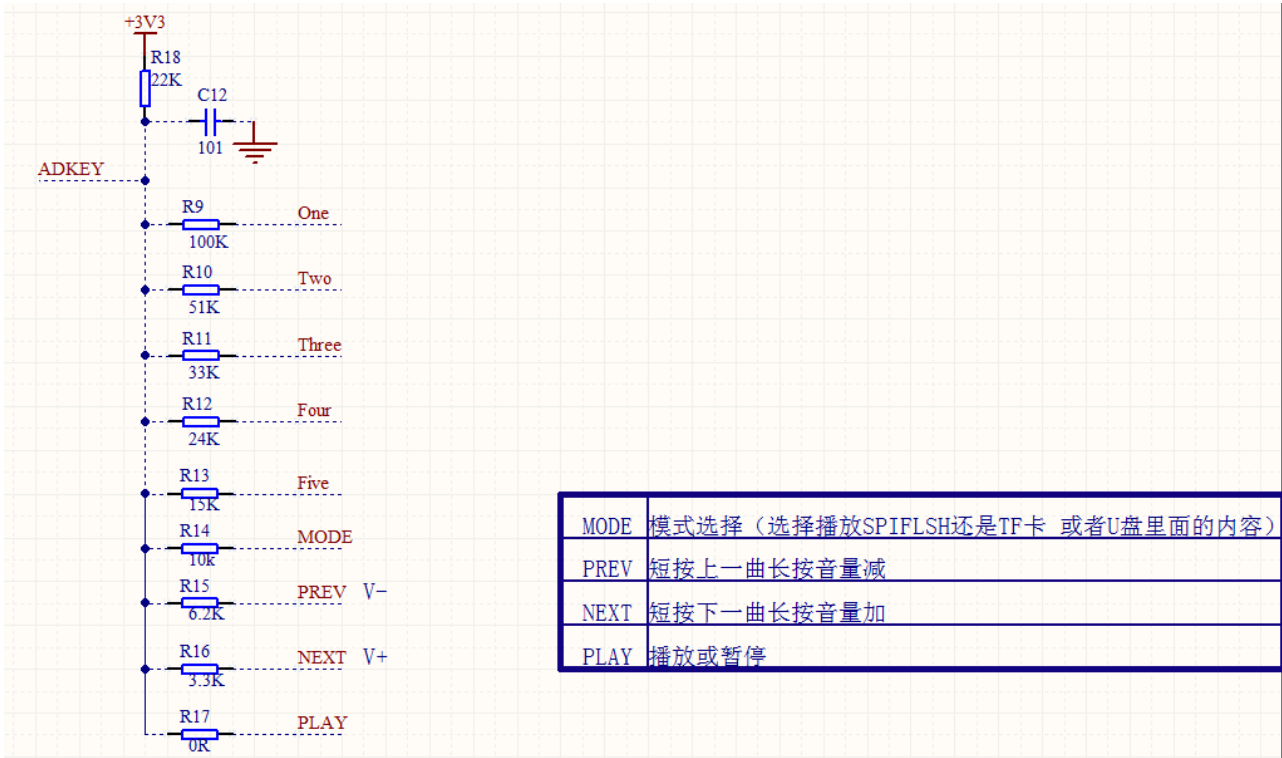 +3V3
R18
22K
C12
101
ADKEY
R9
One
100K
R10
Two
51K
R11
Three
33K
R12
Four
24K
R13
Five
15K
R14
MODE
10k
R15
PREV V-
6.2K
R16
NEXT V+
3.3K
R17
PLAY
0R
MODE 模式选择（选择播放SPIFLSH还是TF卡 或者U盘里面的内容）
PREV 短按上一曲长按音量减
NEXT 短按下一曲长按音量加
PLAY 播放或暂停